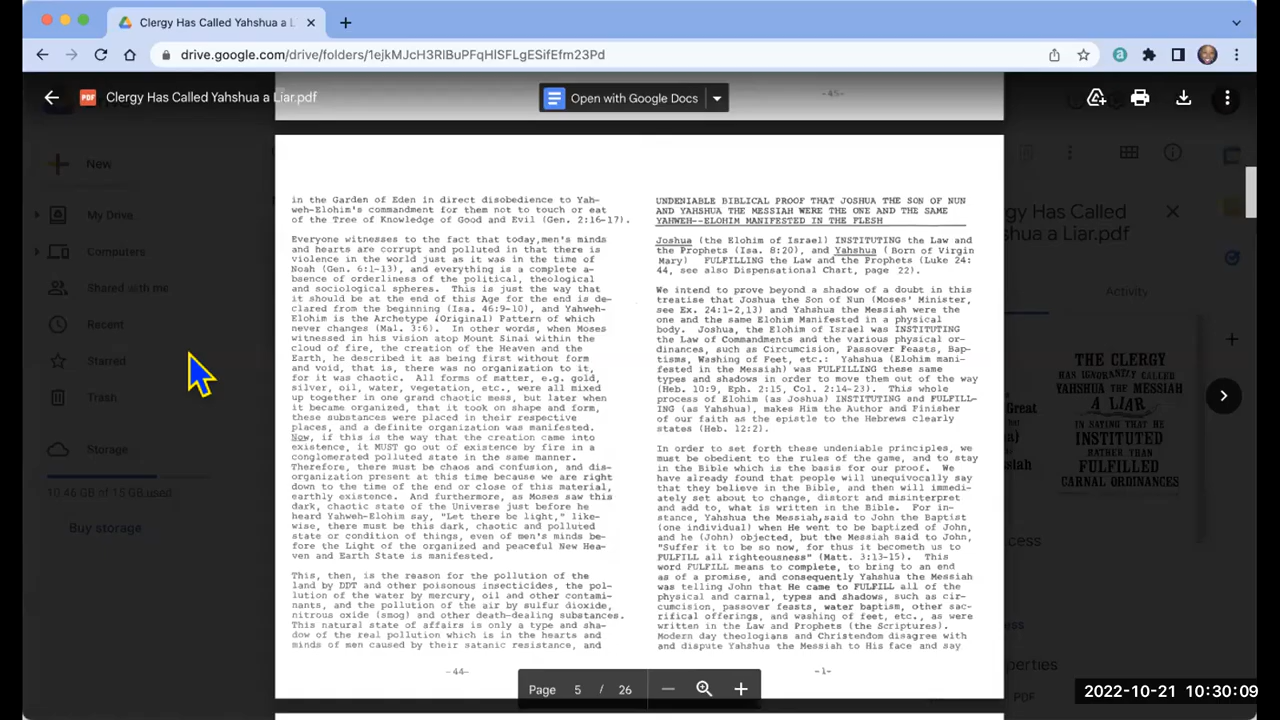 Clergy Has Called Yahshua a L
drive.google.com/drive/folders/1ejkMJcH3RlBuPFqHlSFLgESifEfm23Pd
PDF
Clergy Has Called Yahshua a Liar.pdf
Open with Google Docs
-45-
New
My Drive
Computers
Shared with me
Recent
Starred
Trash
Storage
10.46 GB of 15 GB used
Buy storage
in the Garden of Eden in direct disobedience to Yah-
weh-Elohim's commandment for them not to touch or eat
of the Tree of Knowledge of Good and Evil (Gen. 2:16-17).
Everyone witnesses to the fact that today,men's minds
and hearts are corrupt and polluted in that there is
violence in the world just as it was in the time of
Noah (Gen. 6:1-13), and everything is a complete a-
bsence of orderliness of the political, theological
and sociological spheres. This is just the way that
it should be at the end of this Age for the end is de-
clared from the beginning (Isa. 46:9-10), and Yahweh-
Elohim is the Archetype (Original) Pattern of which
never changes (Mal. 3:6). In other words, when Moses
witnessed in his vision atop Mount Sinai within the
cloud of fire, the creation of the Heaven and the
Earth, he described it as being first without form
and void, that is, there was no organization to it,
for it was chaotic. All forms of matter, e.g. gold,
silver, oil, water, vegetation, etc., were all mixed
up together in one grand chaotic mess, but later when
it became organized, that it took on shape and form,
these substances were placed in their respective
places, and a definite organization was manifested.
Now, if this is the way that the creation came into
existence, it MUST go out of existence by fire in a
conglomerated polluted state in the same manner.
Therefore, there must be chaos and confusion, and dis-
organization present at this time because we are right
down to the time of the end or close of this material,
earthly existence. And furthermore, as Moses saw this
dark, chaotic state of the Universe just before he
heard Yahweh-Elohim say, "Let there be light," like-
wise, there must be this dark, chaotic and polluted
state or condition of things, even of men's minds be-
fore the Light of the organized and peaceful New Hea-
ven and Earth State is manifested.
This, then, is the reason for the pollution of the
land by DDT and other poisonous insecticides, the pol-
lution of the water by mercury, oil and other contami-
nants, and the pollution of the air by sulfur dioxide,
nitrous oxide (smog) and other death-dealing substances.
This natural state of affairs is only a type and sha-
dow of the real pollution which is in the hearts and
minds of men caused by their satanic resistance, and
-44-
UNDENIABLE BIBLICAL PROOF THAT JOSHUA THE SON OF NUN
AND YAHSHUA THE MESSIAH WERE THE ONE AND THE SAME
YAHWEH--ELOHIM MANIFESTED IN THE FLESH
Joshua (the Elohim of Israel) INSTITUTING the Law and
the Prophets (Isa. 8:20), and Yahshua ( Born of Virgin
Mary) FULFILLING the Law and the Prophets (Luke 24:
44, see also Dispensational Chart, page 22).
We intend to prove beyond a shadow of a doubt in this
treatise that Joshua the Son of Nun (Moses' Minister,
see Ex. 24:1-2,13) and Yahshua the Messiah were the
one and the same Elohim Manifested in a physical
body. Joshua, the Elohim of Israel was INSTITUTING
the Law of Commandments and the various physical or-
dinances, such as Circumcision, Passover Feasts, Bap-
tisms, Washing of Feet, etc.: Yahshua (Elohim mani-
fested in the Messiah) was FULFILLING these same
types and shadows in order to move them out of the way
(Heb. 10:9, Eph. 2:15, Col. 2:14-23). This whole
process of Elohim (as Joshua) INSTITUTING and FULFILL-
ING (as Yahshua), makes Him the Author and Finisher
of our faith as the epistle to the Hebrews clearly
states (Heb. 12:2).
In order to set forth these undeniable principles, we
must be obedient to the rules of the game, and to stay
in the Bible which is the basis for our proof. We
have already found that people will unequivocally say
that they believe in the Bible, and then will immedi-
ately set about to change, distort and misinterpret
and add to, what is written in the Bible. For in-
stance, Yahshua the Messiah,said to John the Baptist
(one individual) when He went to be baptized of John,
and he (John) objected, but the Messiah said to John,
"Suffer it to be so now, for thus it becometh us to
FULFILL all righteousness" (Matt. 3:13-15). This
word FULFILL means to complete, to bring to an end
as of a promise, and consequently Yahshua the Messiah
was telling John that He came to FULFILL all of the
physical and carnal, types and shadows, such as cir-
cumcision, passover feasts, water baptism, other sac-
rifical offerings, and washing of feet, etc., as were
written in the Law and Prophets (the Scriptures).
Modern day theologians and Christendom disagree with
and dispute Yahshua the Messiah to His face and say
-1-
Page 5 / 26
ergy Has Called
hshua a Liar.pdf
Activity
Great
essiah
THE CLERGY
HAS IGNORANTLY CALLED
YAHSHUA THE MESSIAH
A LIAR
IN SAYING THAT HE
INSTITUTED
RATHER THAN
FULFILLED
CARNAL ORDINANCES
cess
perties
PDF
2022-10-21 10:30:09